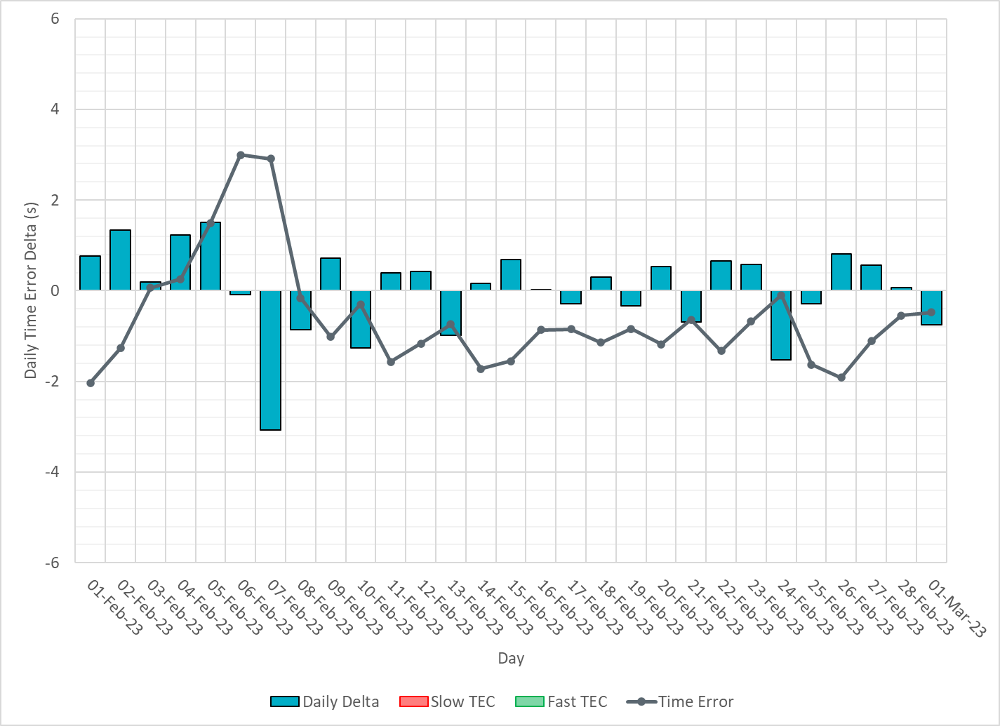 6
4
2
0
-2
-4
-6
Daily Time Error Delta (s)
01-Feb-23
02-Feb-23
03-Feb-23
04-Feb-23
05-Feb-23
06-Feb-23
07-Feb-23
08-Feb-23
09-Feb-23
10-Feb-23
11-Feb-23
12-Feb-23
13-Feb-23
14-Feb-23
15-Feb-23
16-Feb-23
17-Feb-23
18-Feb-23
19-Feb-23
20-Feb-23
21-Feb-23
22-Feb-23
23-Feb-23
24-Feb-23
25-Feb-23
26-Feb-23
27-Feb-23
28-Feb-23
01-Mar-23
Day
Daily Delta Slow TEC Fast TEC Time Error